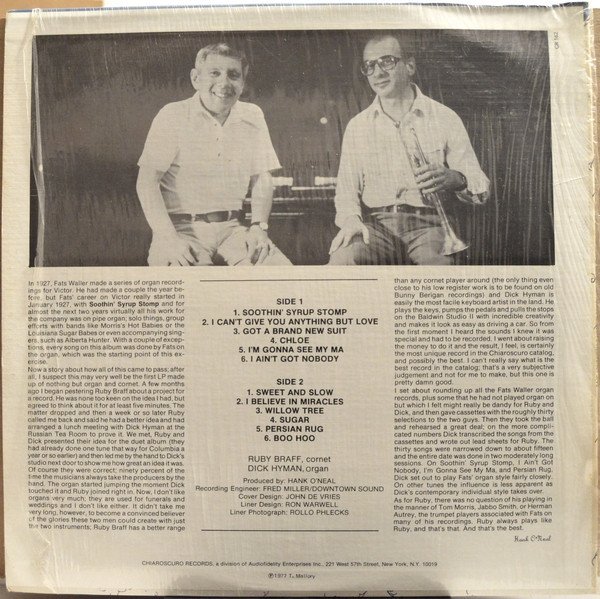 CR 162
In 1927, Fats Waller made a series of organ record-
ings for Victor. He had made a couple the year be-
fore, but Fats' career on Victor really started in
January 1927, with Soothin' Syrup Stomp and for
almost the next two years virtually all his work for
the company was on pipe organ; solo things, group
efforts with bands like Morris's Hot Babies or the
Louisiana Sugar Babes or even accompanying sing-
ers, such as Alberta Hunter. With a couple of excep-
tions, every song on this album was done by Fats on
the organ, which was the starting point of this ex-
ercise.
Now a story about how all of this came to pass; after
all, I suspect this may very well be the first LP made
up of nothing but organ and cornet. A few months
ago I began pestering Ruby Braff about a project for
a record. He was none too keen on the idea I had, but
agreed to think about it for at least five minutes. The
matter dropped and then a week or so later Ruby
called me back and said he had a better idea and had
arranged a lunch meeting with Dick Hyman at the
Russian Tea Room to prove it. We met, Ruby and
Dick presented their idea for the duet album (they
had already done one tune that way for Columbia a
year or so earlier) and then led me by the hand to Dick's
studio next door to show me how great an idea it was.
Of course they were correct; ninety percent of the
time the musicians always take the producers by the
hand. The organ started jumping the moment Dick
touched it and Ruby joined right in. Now, I don't like
organs very much; they are used for funerals and
weddings and I don't like either. It didn't take me
very long, however, to become a convinced believer
of the glories these two men could create with just
the two instruments; Ruby Braff has a better range
SIDE 1
1. SOOTHIN' SYRUP STOMP
2. I CAN'T GIVE YOU ANYTHING BUT LOVE
3. GOT A BRAND NEW SUIT
4. CHLOE
5. I'M GONNA SEE MY MA
6. I AIN'T GOT NOBODY
SIDE 2
1. SWEET AND SLOW
2. I BELIEVE IN MIRACLES
3. WILLOW TREE
4. SUGAR
5. PERSIAN RUG
6. BOO HOO
RUBY BRAFF, cornet
DICK HYMAN, organ
Produced by: HANK O'NEAL
Recording Engineer: FRED MILLER/DOWNTOWN SOUND
Cover Design: JOHN DE VRIES
Liner Design: RON WARWELL
Liner Photograph: ROLLO PHLECKS
than any cornet player around (the only thing even
close to his low register work is to be found on old
Bunny Berigan recordings) and Dick Hyman is
easily the most facile keyboard artist in the land. He
plays the keys, pumps the pedals and pulls the stops
on the Baldwin Studio II with incredible creativity
and makes it look as easy as driving a car. So from
the first moment I heard the sounds I knew it was
special and had to be recorded. I went about raising
the money to do it and the result, I feel, is certainly
the most unique record in the Chiaroscuro catalog,
and possibly the best. I can't really say what is the
best record in the catalog; that's a very subjective
judgement and not for me to make, but this one is
pretty damn good.
I set about rounding up all the Fats Waller organ
records, plus some that he had not played organ on
but which I felt might really be dandy for Ruby and
Dick, and then gave cassettes with the roughly thirty
selections to the two guys. Then they took the ball
and rehearsed a great deal; on the more compli-
cated numbers Dick transcribed the songs from the
cassettes and wrote out lead sheets for Ruby. The
thirty songs were narrowed down to about fifteen
and the entire date was done in two moderately long
sessions. On Soothin' Syrup Stomp, I Ain't Got
Nobody, I'm Gonna See My Ma, and Persian Rug,
Dick set out to play Fats' organ style fairly closely.
On other tunes the influence is less apparent as
Dick's contemporary individual style takes over.
As for Ruby, there was no question of his playing in
the manner of Tom Morris, Jabbo Smith, or Herman
Autrey, the trumpet players associated with Fats on
many of his recordings. Ruby always plays like
Ruby, and that's that. And that's the best.
Hank O'Neal
CHIAROSCURO RECORDS, a division of Audiofidelity Enterprises Inc., 221 West 57th Street, New York, N.Y. 10019
Ⓟ1977 T. Mallory